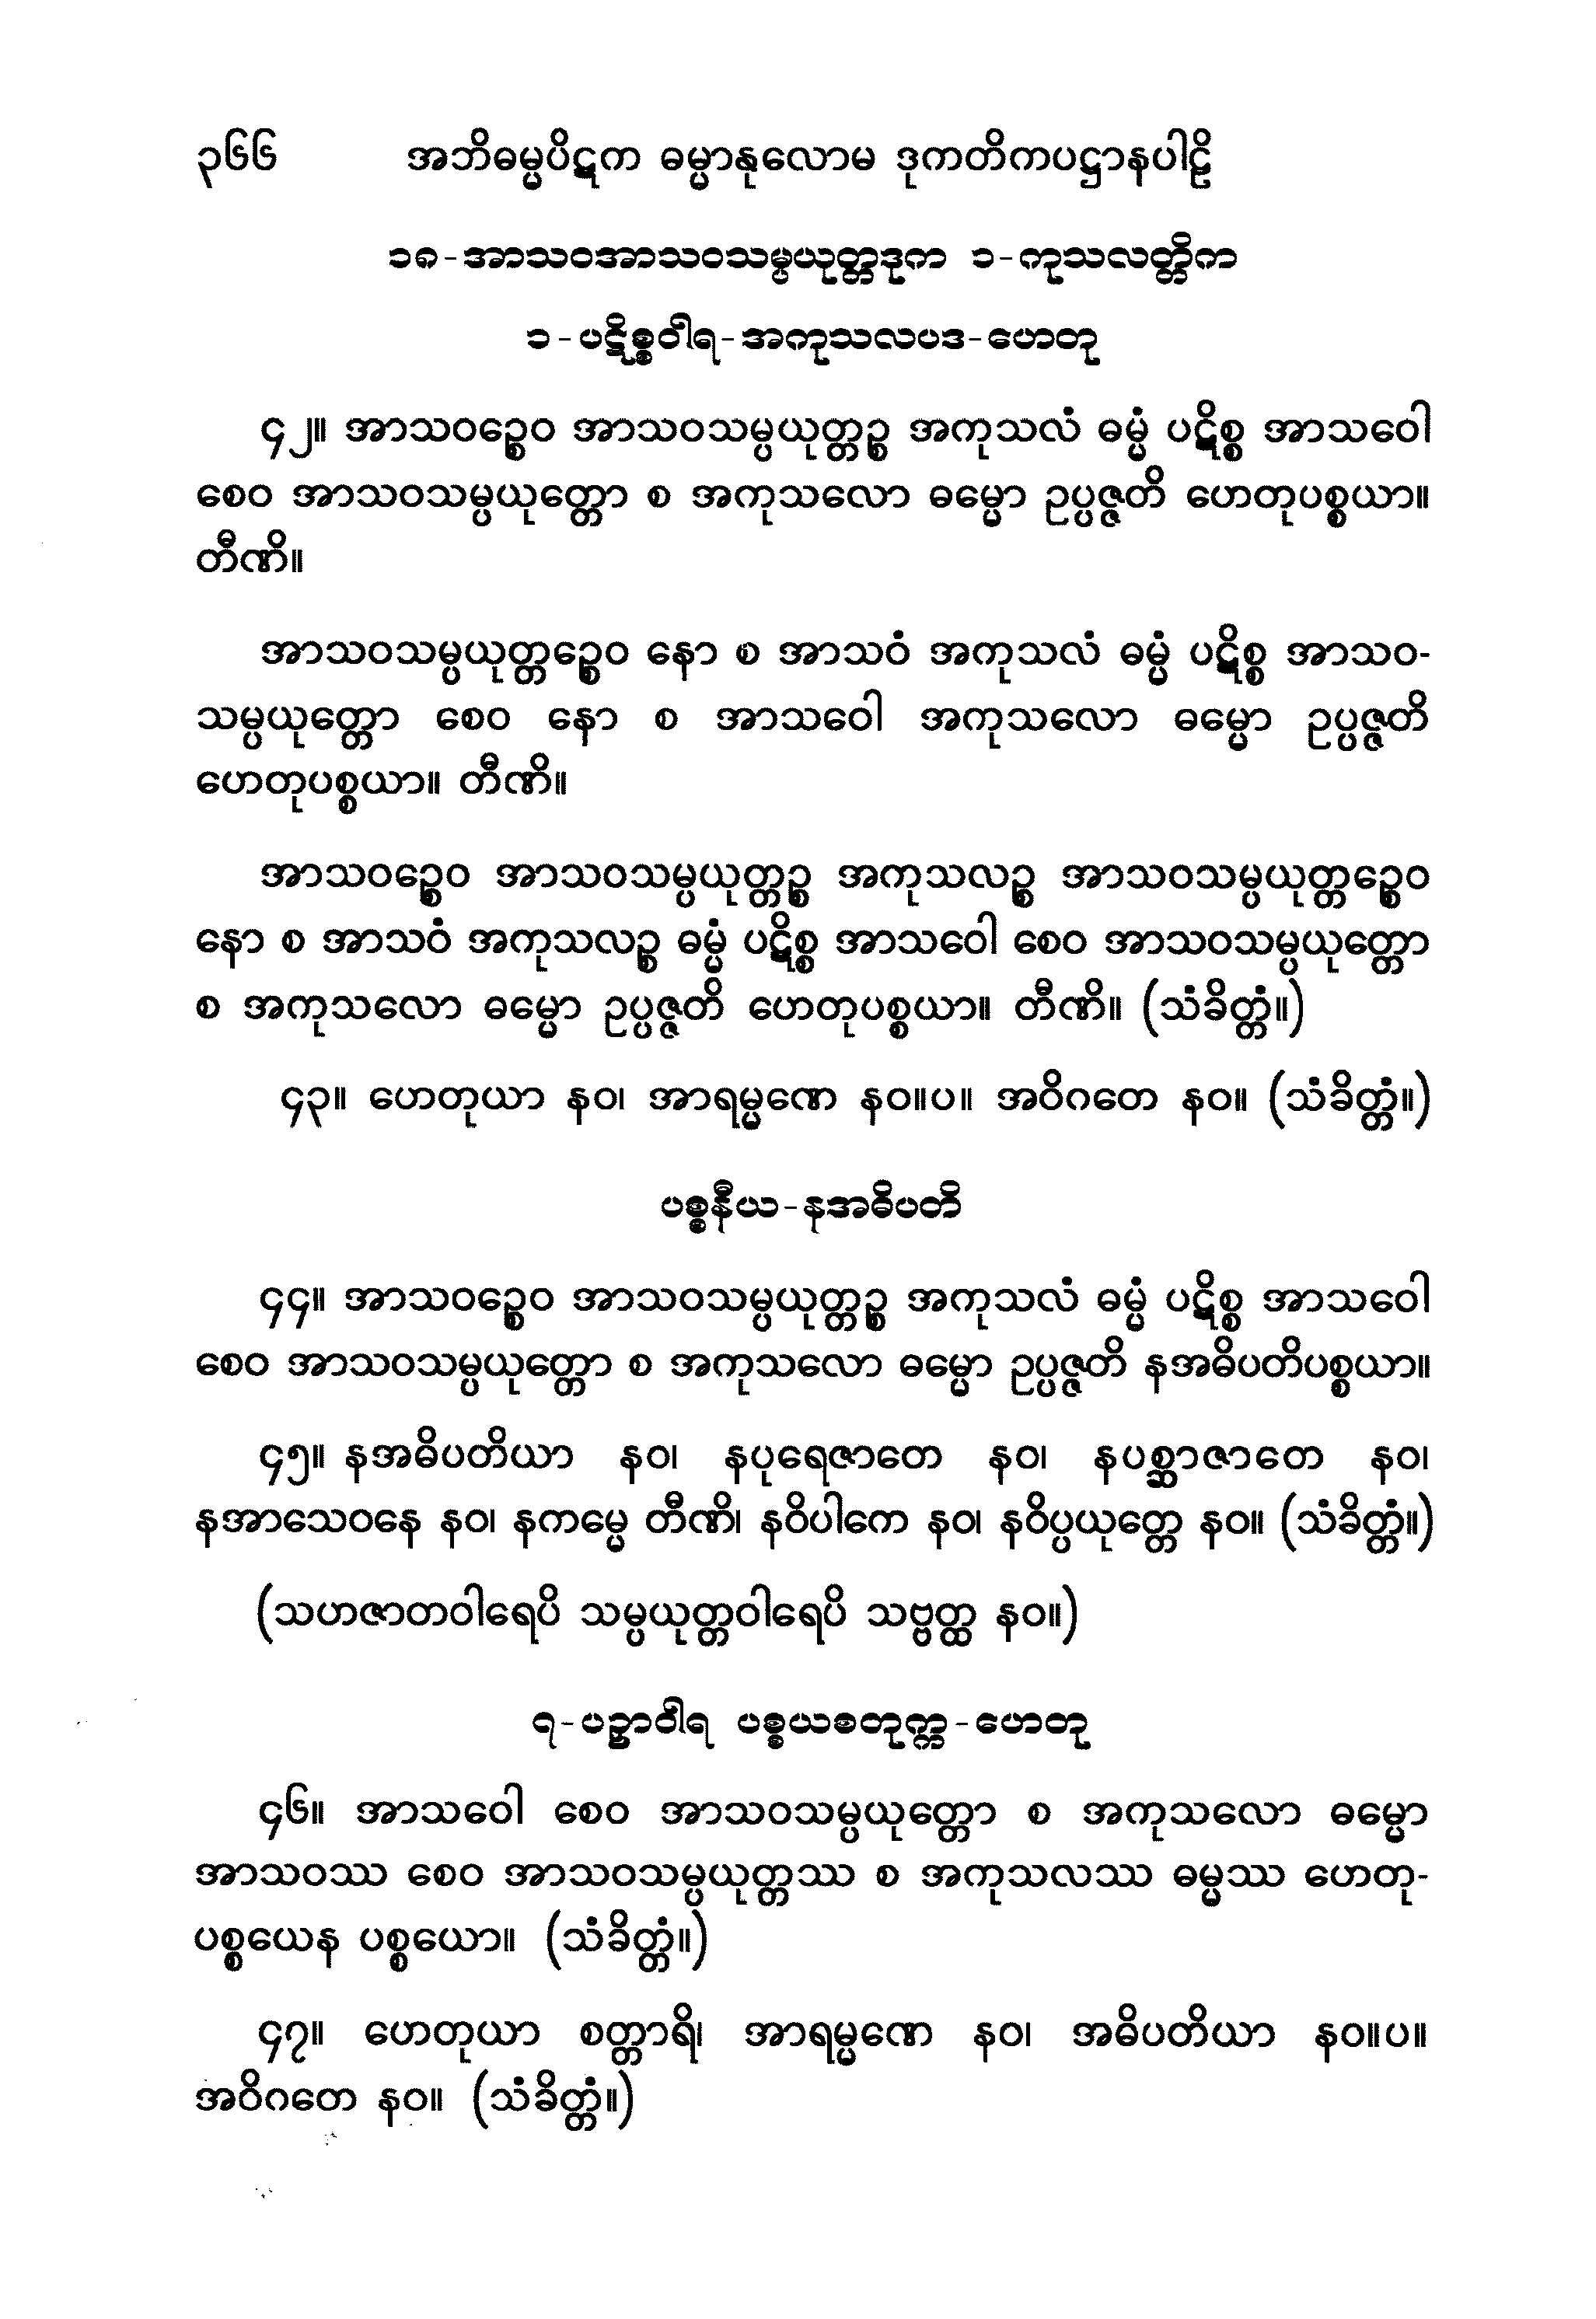 ၃၆၆ အဘိဓမ္မပိဋက ဓမ္မာနုလောမ ဒုကတိကပဋ္ဌာနပါဠိ
၁၈-အာသဝအာသဝသမ္ပယုတ္တဒုက ၁-ကုသလတ္တိက
၁-ပဋိစ္စဝါရ-အကုသလပဒ-ဟေတု
၄၂။ အာသဝဉ္စေဝ အာသဝသမ္ပယုတ္တဉ္စ အကုသလံ ဓမ္မံ ပဋိစ္စ အာသဝေါ
စေဝ အာသဝသမ္ပယုတ္တော စ အကုသလော ဓမ္မော ဥပ္ပဇ္ဇတိ ဟေတုပစ္စယာ။
တီဏိ။
အာသဝသမ္ပယုတ္တဉ္စေဝ နော စ အာသဝံ အကုသလံ ဓမ္မံ ပဋိစ္စ အာသဝ-
သမ္ပယုတ္တော စေဝ နော စ အာသဝေါ အကုသလော ဓမ္မော ဥပ္ပဇ္ဇတိ
ဟေတုပစ္စယာ။ တီဏိ။
အာသဝဉ္စေဝ အာသဝသမ္ပယုတ္တဉ္စ အကုသလဉ္စ အာသဝသမ္ပယုတ္တဉ္စေဝ
နော စ အာသဝံ အကုသလဉ္စ ဓမ္မံ ပဋိစ္စ အာသဝေါ စေဝ အာသဝသမ္ပယုတ္တော
စ အကုသလော ဓမ္မော ဥပ္ပဇ္ဇတိ ဟေတုပစ္စယာ။ တီဏိ။ (သံခိတ္တံ။)
၄၃။ ဟေတုယာ နဝ၊ အာရမ္မဏေ နဝ။ပ။ အဝိဂတေ နဝ။ (သံခိတ္တံ။)
ပစ္စနီယ-နအဓိပတိ
၄၄။ အာသဝဉ္စေဝ အာသဝသမ္ပယုတ္တဉ္စ အကုသလံ ဓမ္မံ ပဋိစ္စ အာသဝေါ
စေဝ အာသဝသမ္ပယုတ္တော စ အကုသလော ဓမ္မော ဥပ္ပဇ္ဇတိ နအဓိပတိပစ္စယာ။
၄၅။ နအဓိပတိယာ နဝ၊ နပုရေဇာတေ နဝ၊ နပစ္ဆာဇာတေ နဝ၊
နအာသေဝနေ နဝ၊ နကမ္မေ တီဏိ၊ နဝိပါကေ နဝ၊ နဝိပ္ပယုတ္တေ နဝ။ (သံခိတ္တံ။)
(သဟဇာတဝါရေပိ သမ္ပယုတ္တဝါရေပိ သဗ္ဗတ္ထ နဝ။)
၇-ပဉှာဝါရ ပစ္စယစတုက္က-ဟေတု
၄၆။ အာသဝေါ စေဝ အာသဝသမ္ပယုတ္တော စ အကုသလော ဓမ္မော
အာသဝဿ စေဝ အာသဝသမ္ပယုတ္တဿ စ အကုသလဿ ဓမ္မဿ ဟေတု-
ပစ္စယေန ပစ္စယော။ (သံခိတ္တံ။)
၄၇။ ဟေတုယာ စတ္တာရိ၊ အာရမ္မဏေ နဝ၊ အဓိပတိယာ နဝ။ပ။
အဝိဂတေ နဝ။ (သံခိတ္တံ။)